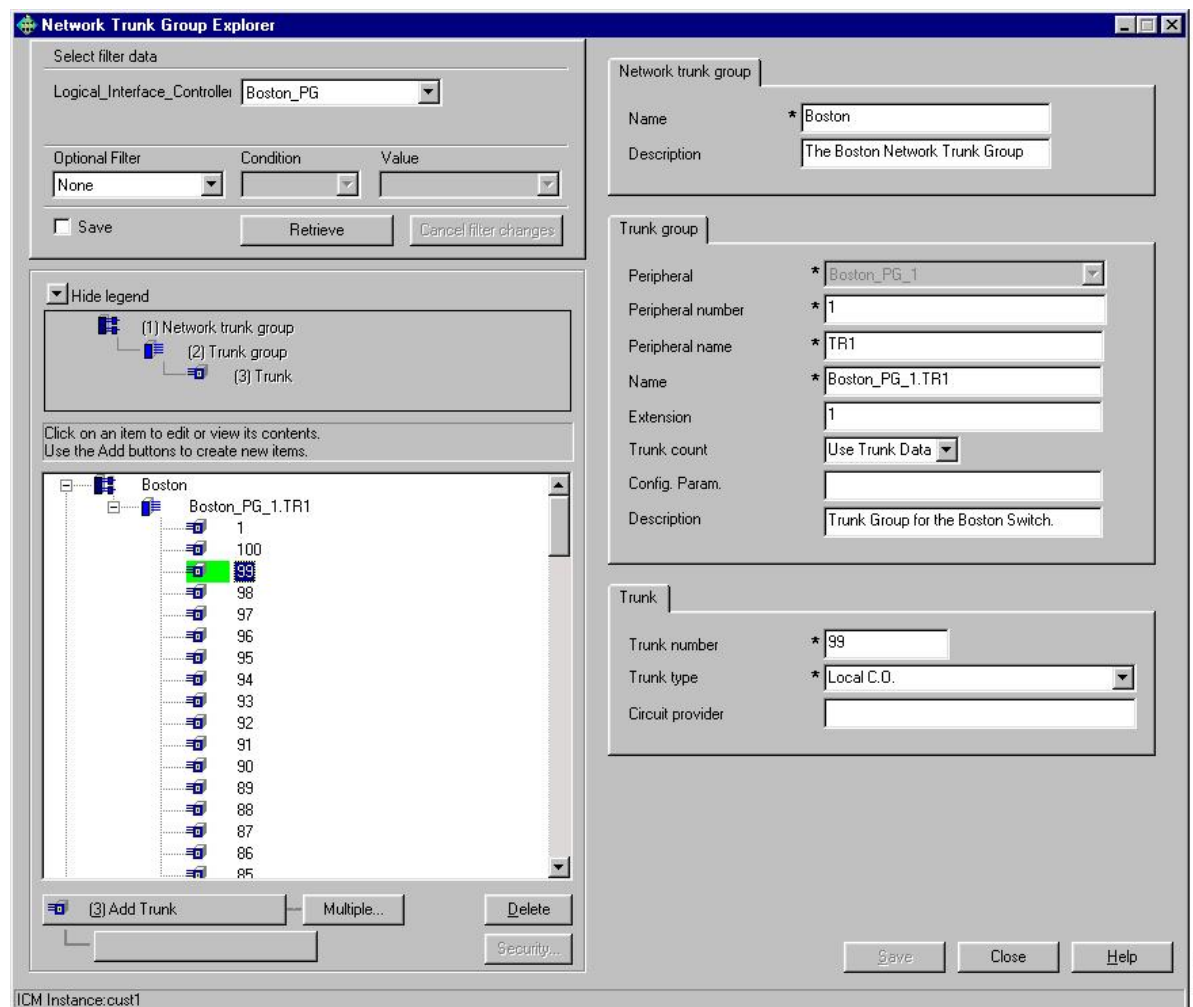 Network Trunk Group Explorer
Select filter data
Logical_Interface_Controller Boston_PG
Optional Filter Condition Value
None
Save Retrieve Cancel filter changes
Hide legend
(1) Network trunk group
(2) Trunk group
(3) Trunk
Click on an item to edit or view its contents.
Use the Add buttons to create new items.
Boston
Boston_PG_1.TR1
1
100
99
98
97
96
95
94
93
92
91
90
89
88
87
86
85
(3) Add Trunk Multiple... Delete
Security...
Network trunk group
Name * Boston
Description The Boston Network Trunk Group
Trunk group
Peripheral * Boston_PG_1
Peripheral number * 1
Peripheral name * TR1
Name * Boston_PG_1.TR1
Extension 1
Trunk count Use Trunk Data
Config. Param.
Description Trunk Group for the Boston Switch.
Trunk
Trunk number * 99
Trunk type * Local C.O.
Circuit provider
Save Close Help
ICM Instance:cust1